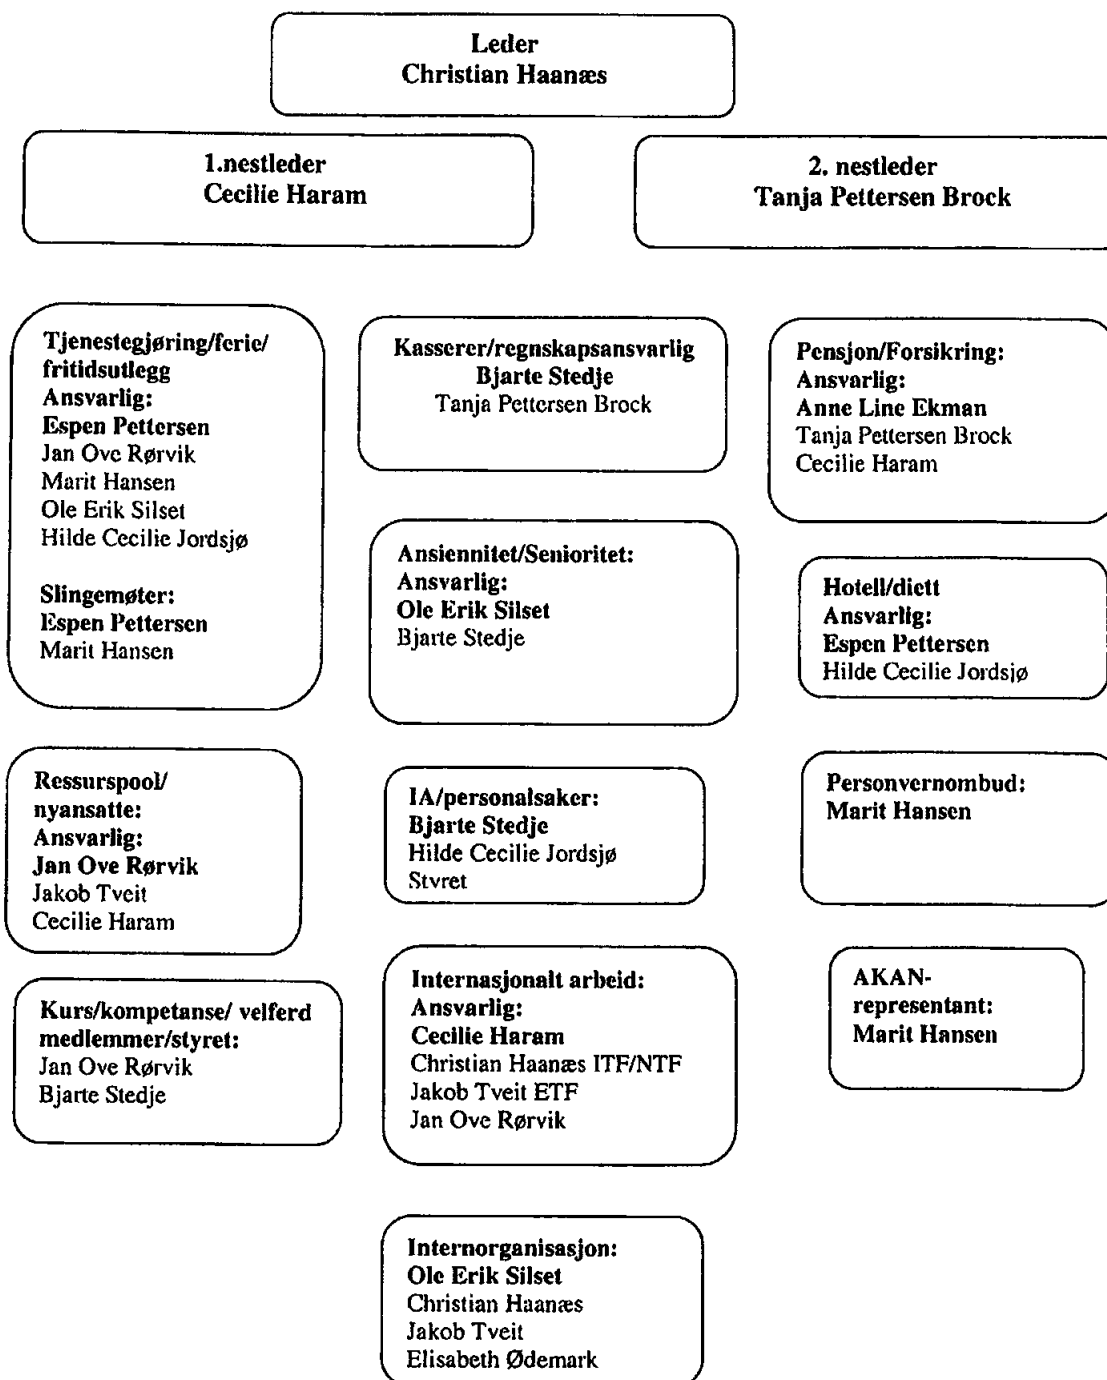 Leder
Christian Haanæs
1.nestleder
Cecilie Haram
2. nestleder
Tanja Pettersen Brock
Tjenestegjøring/ferie/
fritidsutlegg
Ansvarlig:
Espen Pettersen
Jan Ove Rørvik
Marit Hansen
Ole Erik Silset
Hilde Cecilie Jordsjø
Slingemøter:
Espen Pettersen
Marit Hansen
Kasserer/regnskapsansvarlig
Bjarte Stedje
Tanja Pettersen Brock
Pensjon/Forsikring:
Ansvarlig:
Anne Line Ekman
Tanja Pettersen Brock
Cecilie Haram
Ansiennitet/Senioritet:
Ansvarlig:
Ole Erik Silset
Bjarte Stedje
Hotell/diett
Ansvarlig:
Espen Pettersen
Hilde Cecilie Jordsjø
Ressurspool/
nyansatte:
Ansvarlig:
Jan Ove Rørvik
Jakob Tveit
Cecilie Haram
IA/personalsaker:
Bjarte Stedje
Hilde Cecilie Jordsjø
Styret
Personvernombud:
Marit Hansen
Kurs/kompetanse/ velferd
medlemmer/styret:
Jan Ove Rørvik
Bjarte Stedje
Internasjonalt arbeid:
Ansvarlig:
Cecilie Haram
Christian Haanæs ITF/NTF
Jakob Tveit ETF
Jan Ove Rørvik
AKAN-
representant:
Marit Hansen
Internorganisasjon:
Ole Erik Silset
Christian Haanæs
Jakob Tveit
Elisabeth Ødemark